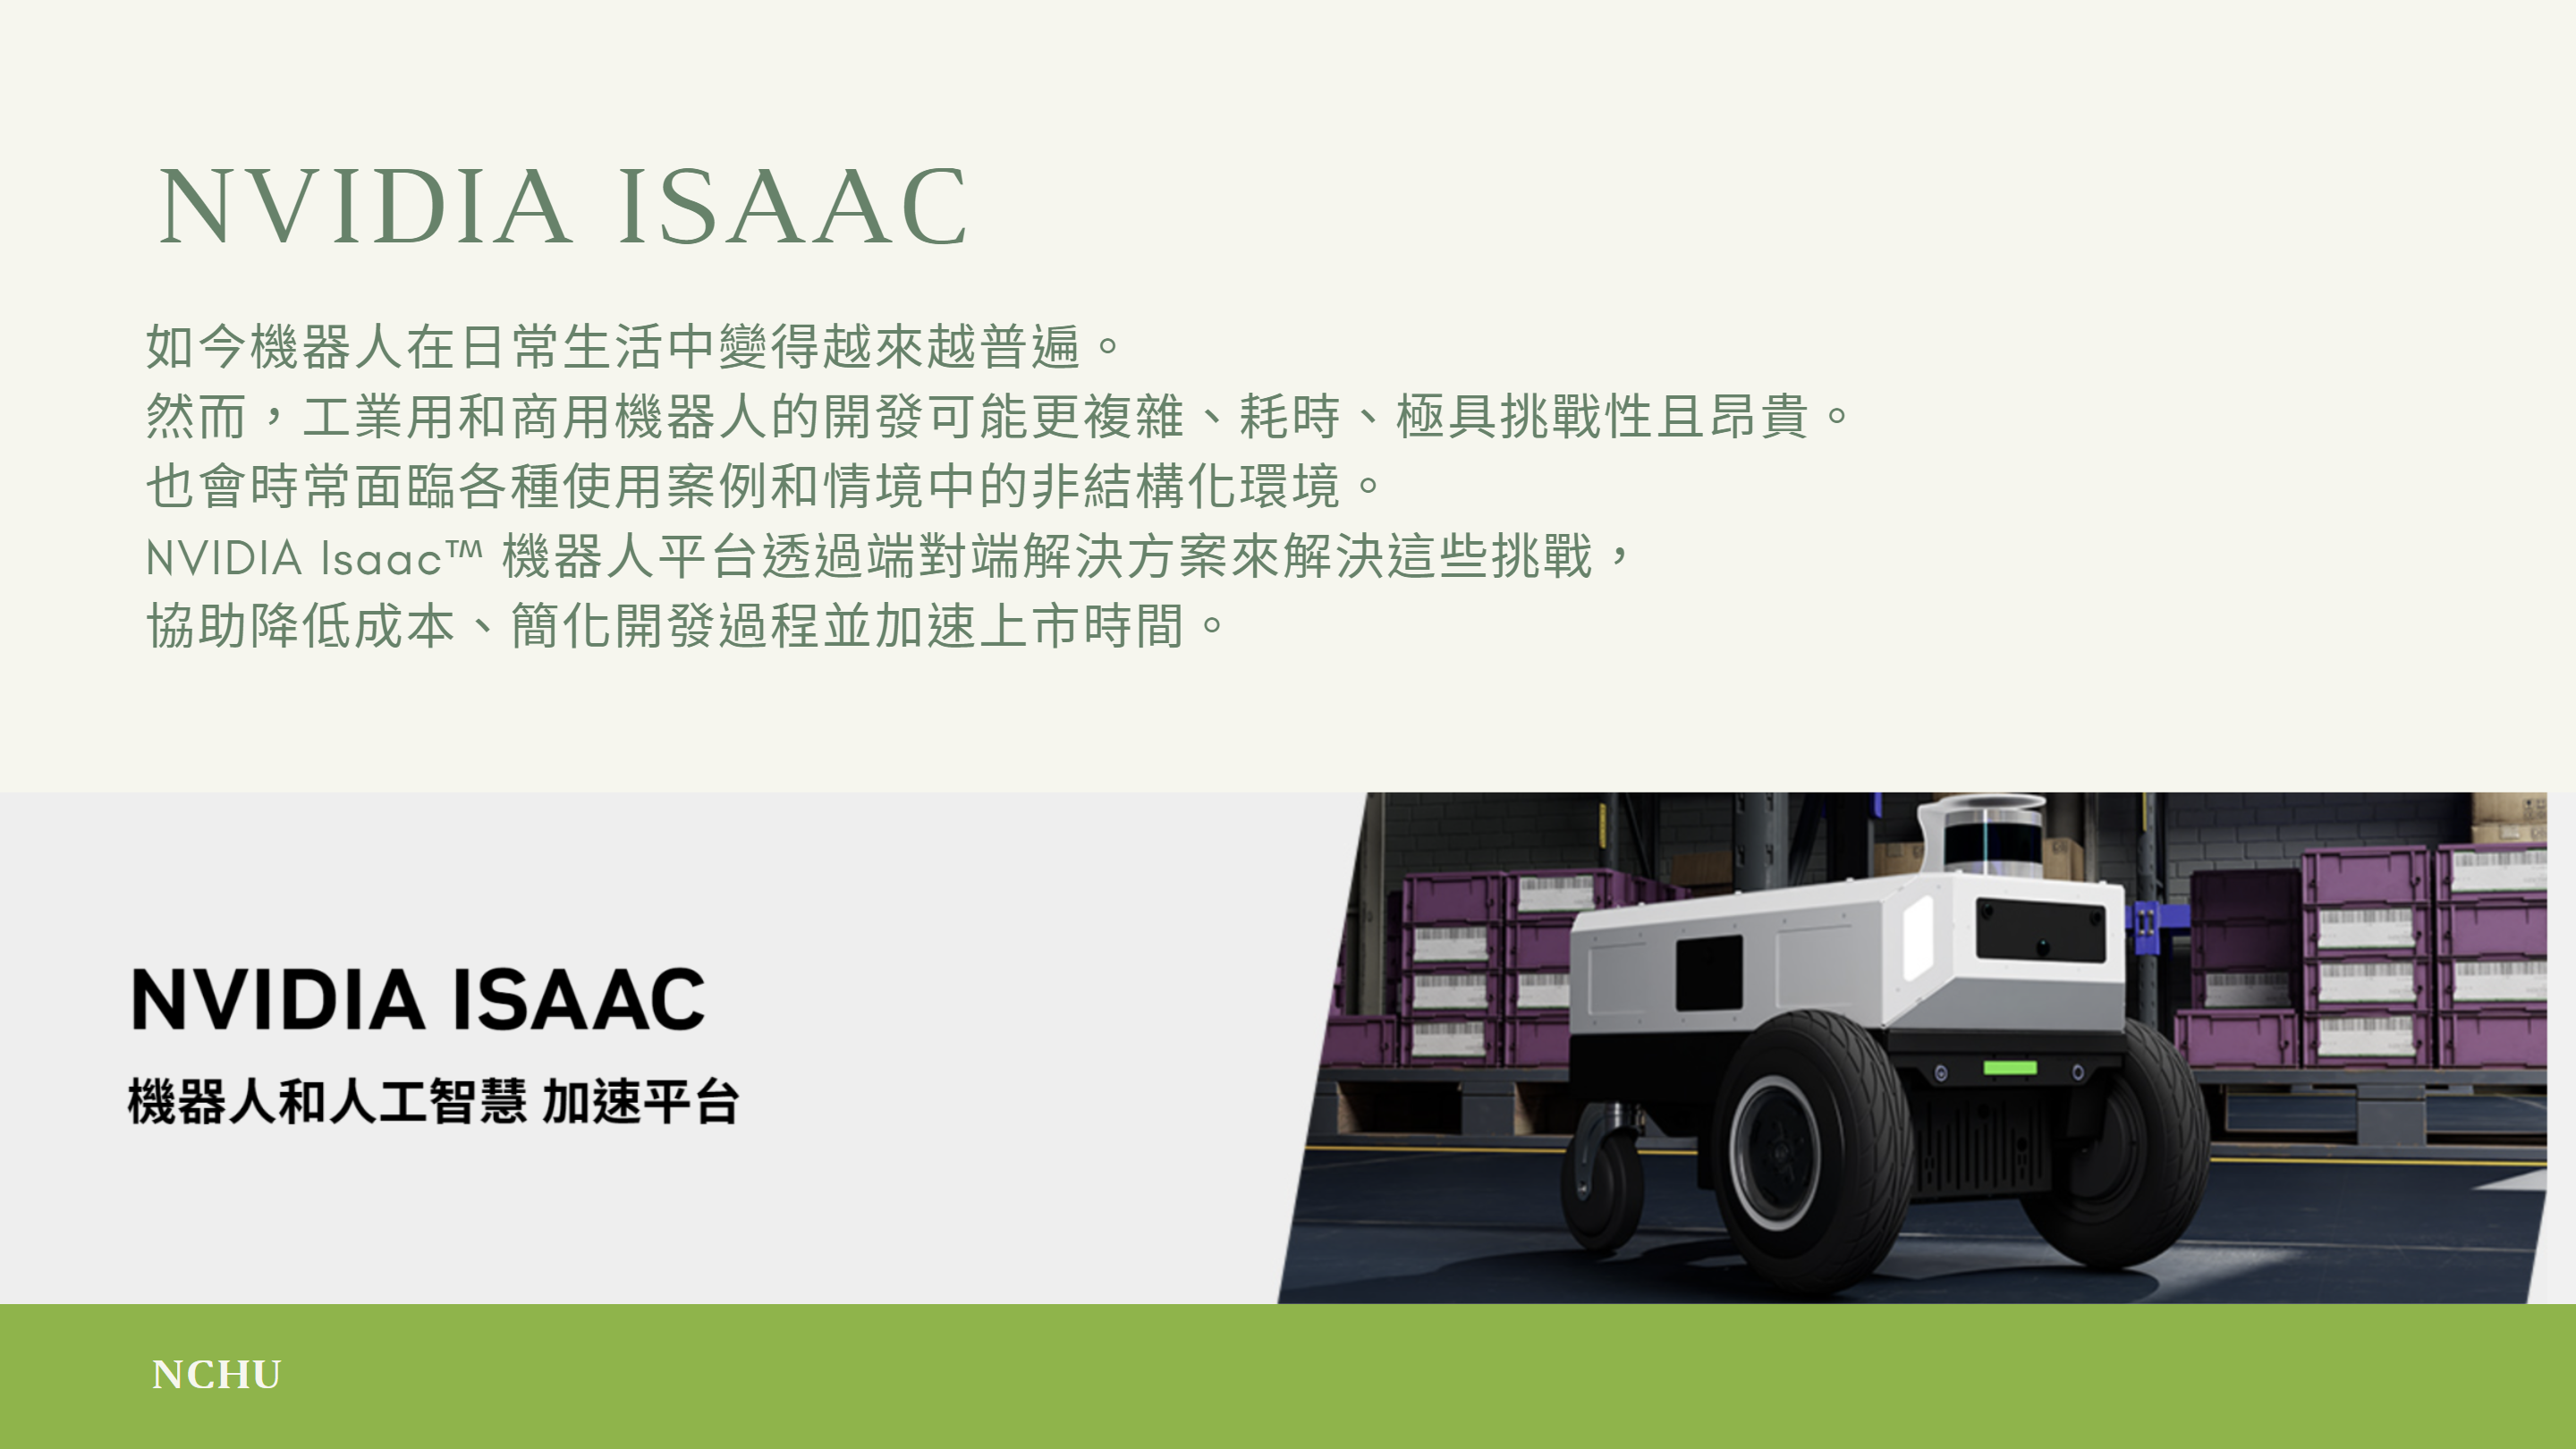 NVIDIA ISAAC
如今機器人在日常生活中變得越來越普遍。
然而，工業用和商用機器人的開發可能更複雜、耗時、極具挑戰性且昂貴。
也會時常面臨各種使用案例和情境中的非結構化環境。
NVIDIA Isaac™ 機器人平台透過端對端解決方案來解決這些挑戰，
協助降低成本、簡化開發過程並加速上市時間。
NVIDIA ISAAC
機器人和人工智慧 加速平台
NCHU